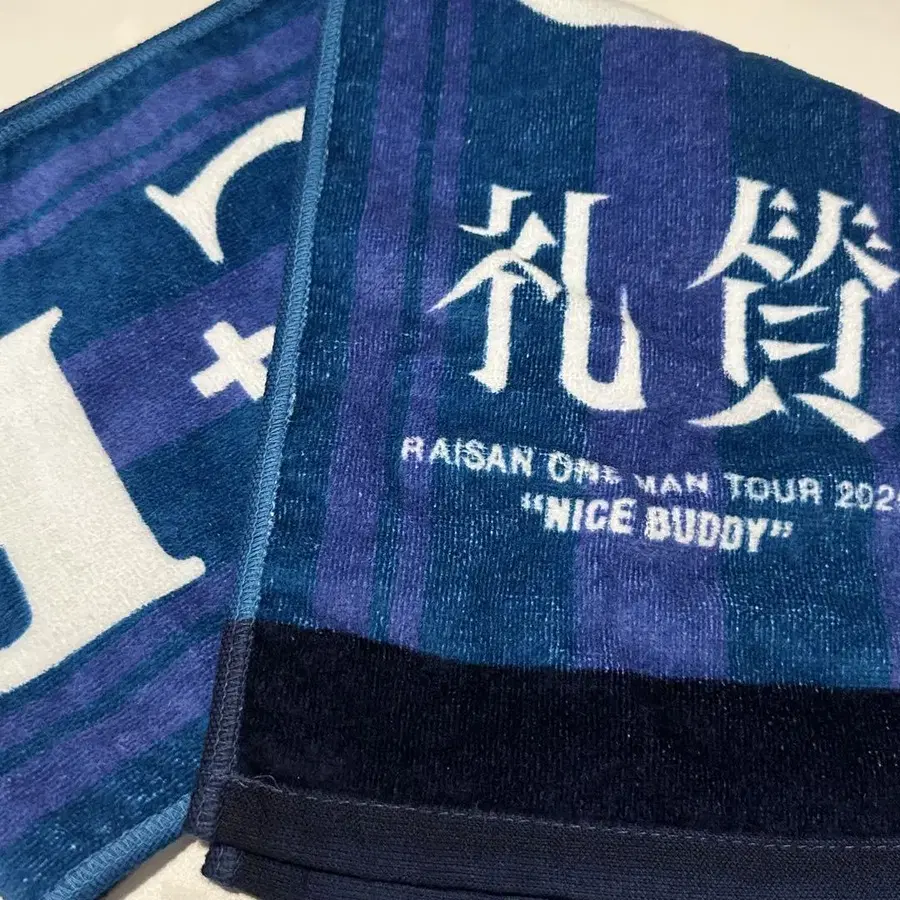 礼賛
RAISAN ONE MAN TOUR 202
“NICE BUDDY”